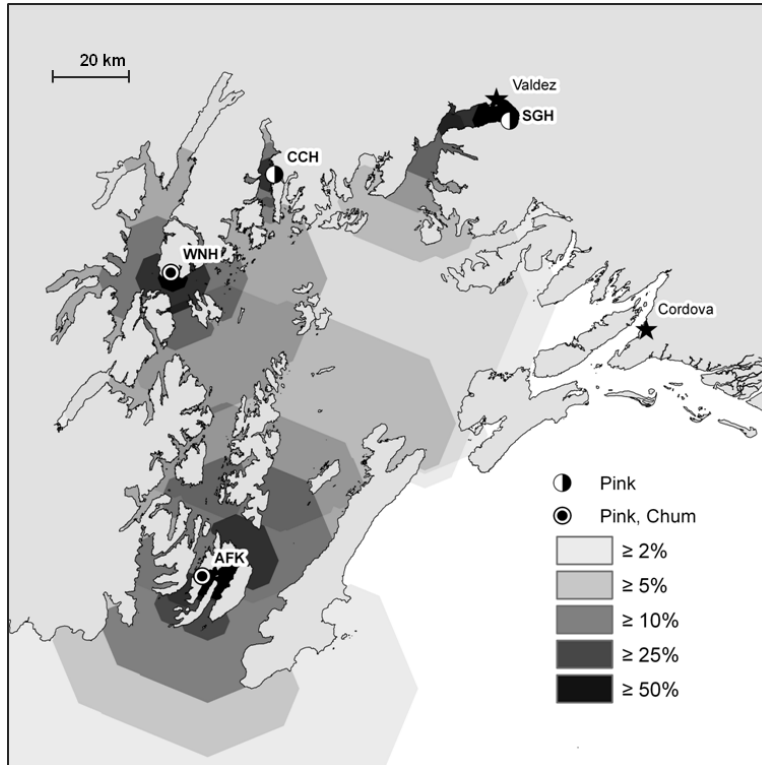 20 km
Valdez
SGH
CCH
WNH
Cordova
AFK
Pink
Pink, Chum
≥ 2%
≥ 5%
≥ 10%
≥ 25%
≥ 50%